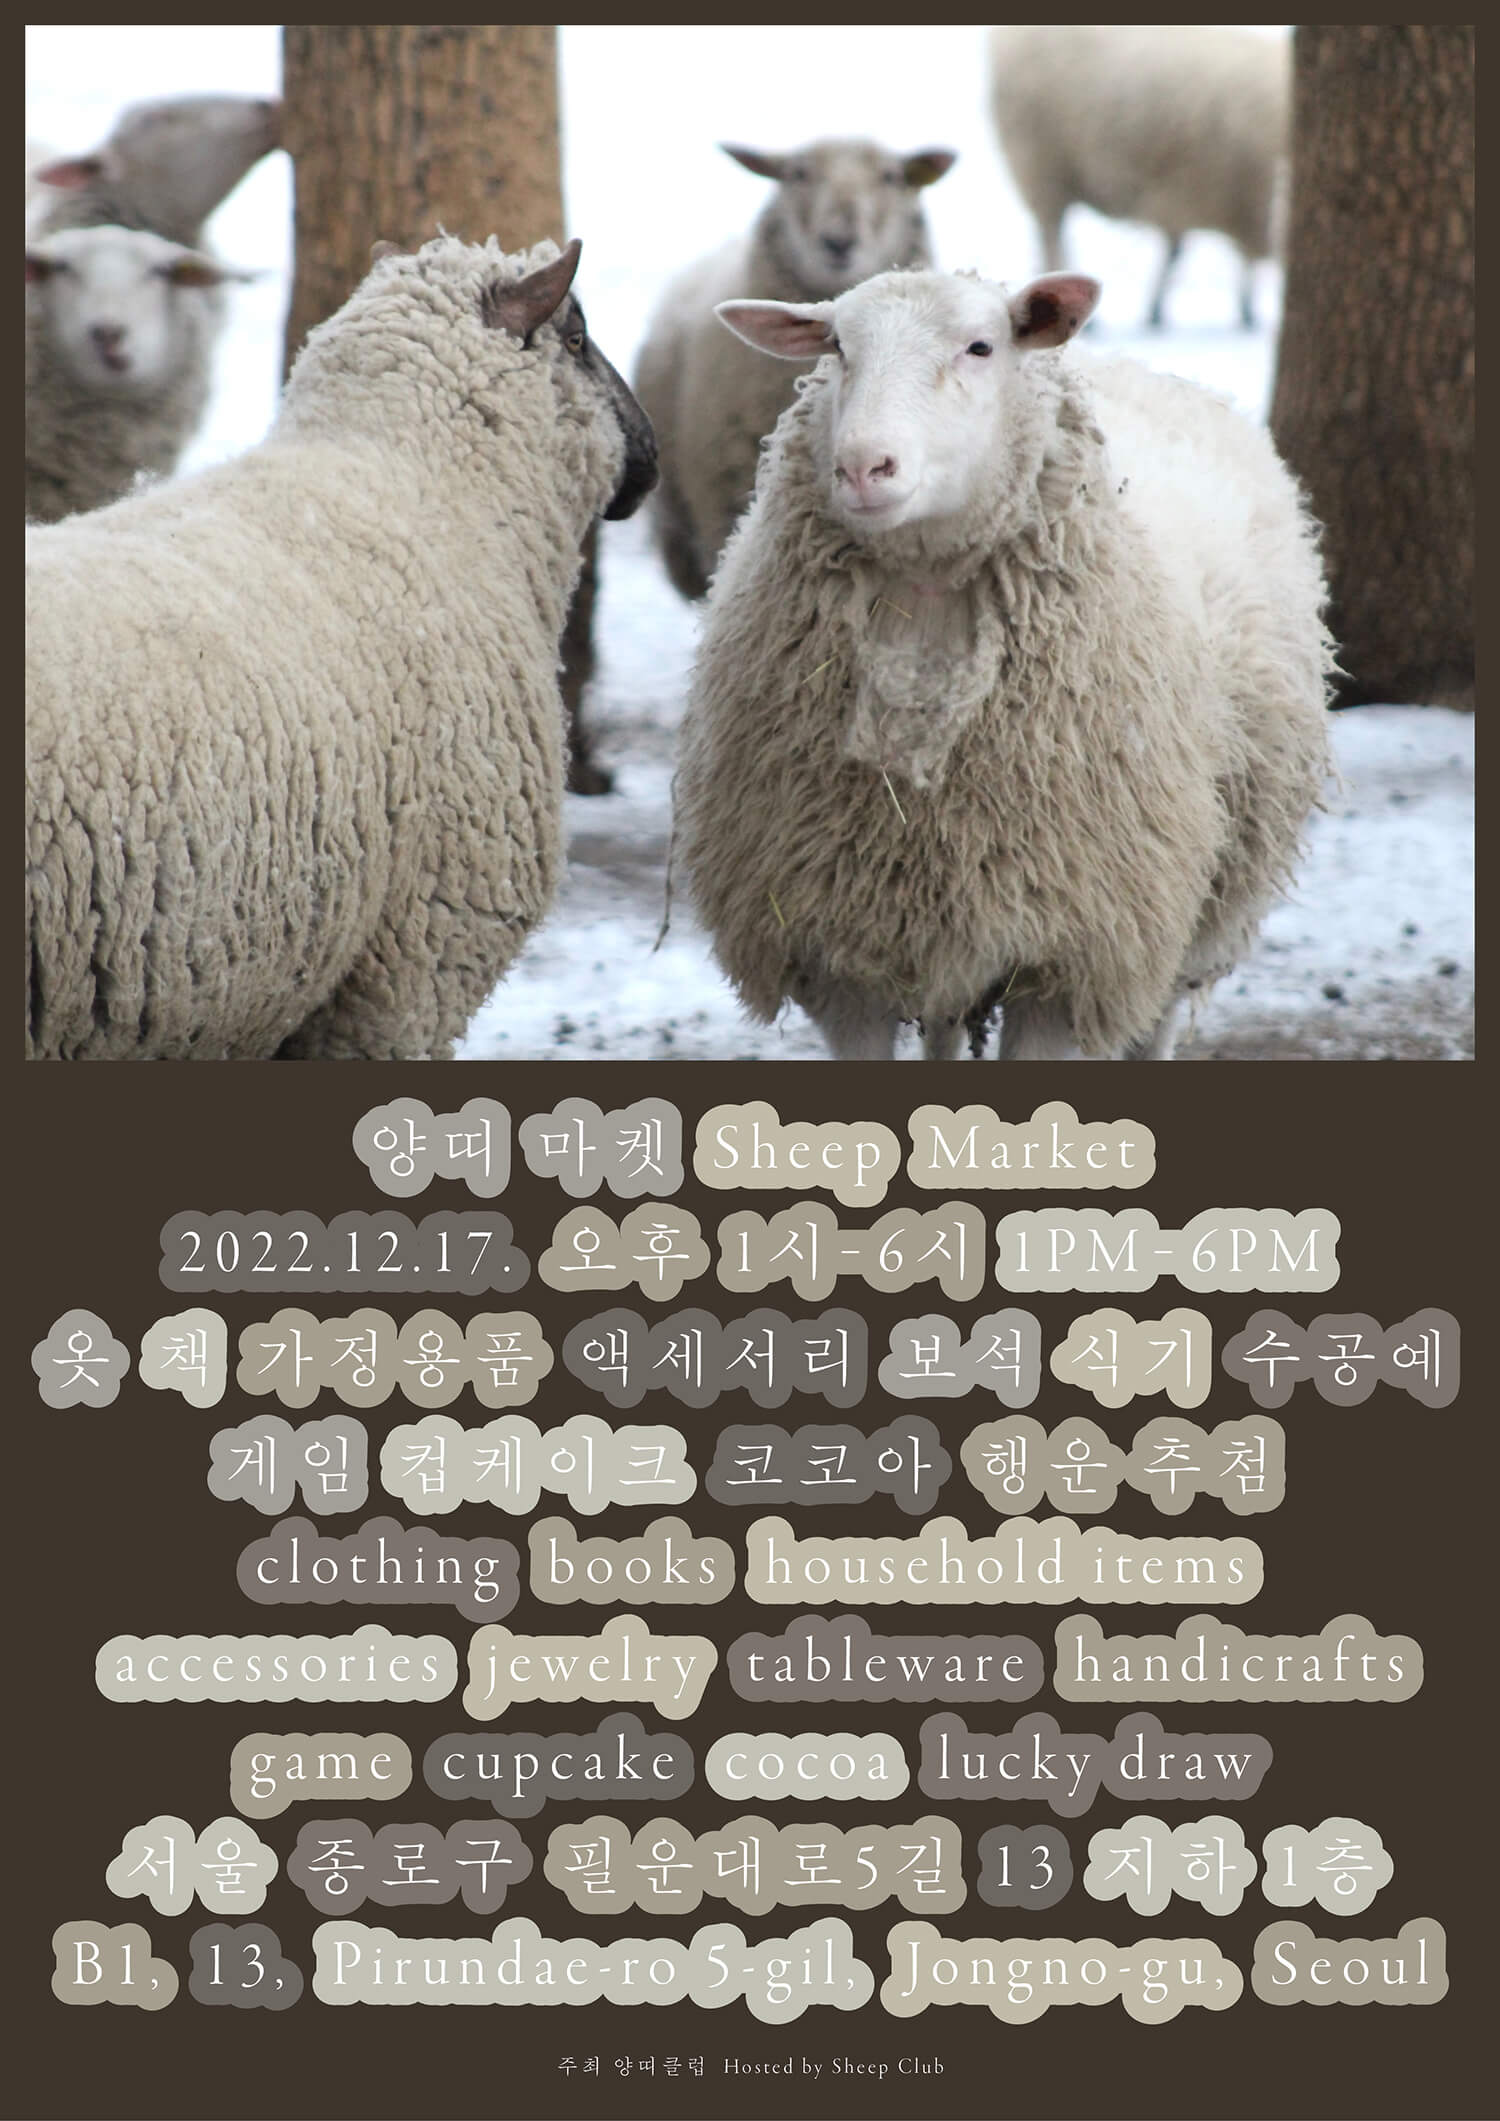 양띠 마켓 Sheep Market
2022.12.17. 오후 1시-6시 1PM-6PM
옷 책 가정용품 액세서리 보석 식기 수공예
게임 컵케이크 코코아 행운 추첨
clothing books household items
accessories jewelry tableware handicrafts
game cupcake cocoa lucky draw
서울 종로구 필운대로5길 13 지하 1층
B1, 13, Pirundae-ro 5-gil, Jongno-gu, Seoul
주최 양띠클럽 Hosted by Sheep Club